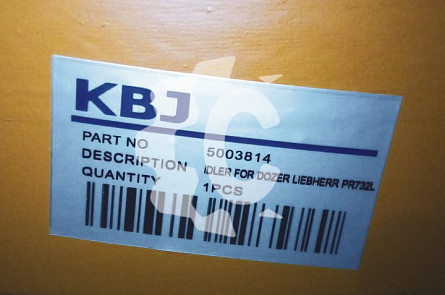 KBJ
PART NO 5003814
DESCRIPTION IDLER FOR DOZER LIEBHERR PR732L
QUANTITY 1PCS